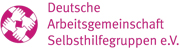 Deutsche
Arbeitsgemeinschaft
Selbsthilfegruppen e.V.